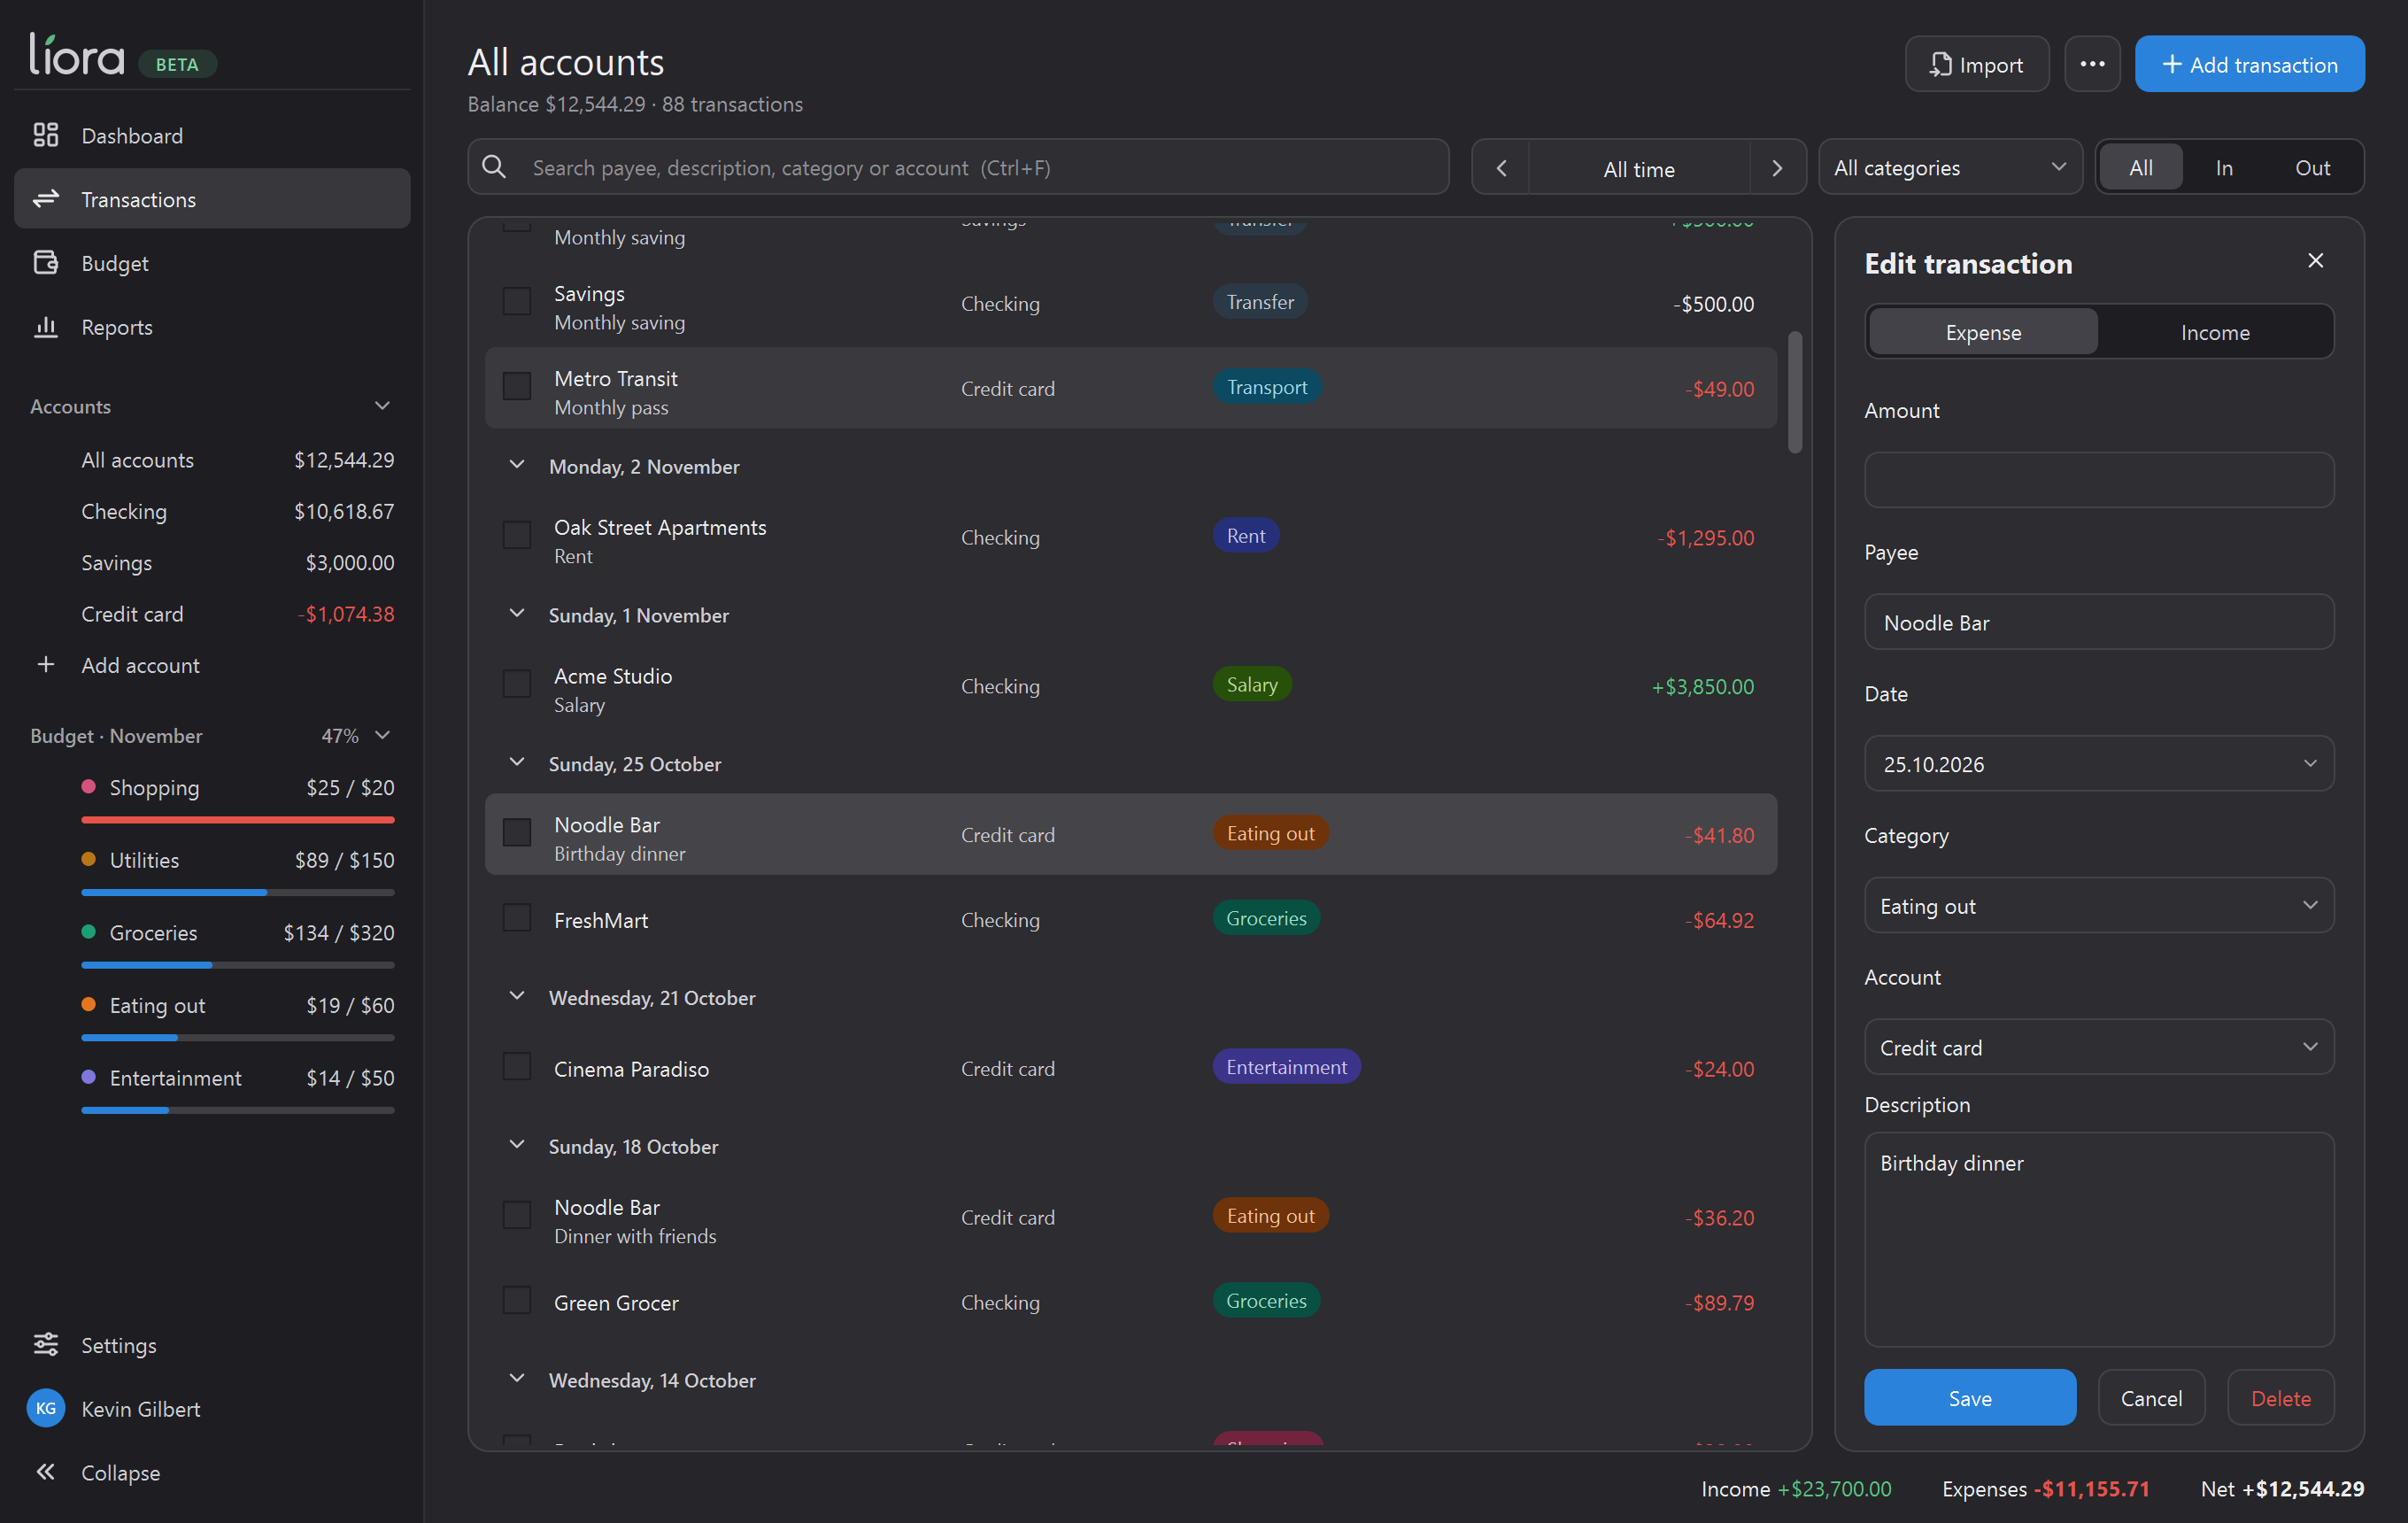 liora BETA
Dashboard
Transactions
Budget
Reports
Accounts
All accounts $12,544.29
Checking $10,618.67
Savings $3,000.00
Credit card -$1,074.38
Add account
Budget · November 47%
Shopping $25 / $20
Utilities $89 / $150
Groceries $134 / $320
Eating out $19 / $60
Entertainment $14 / $50
Settings
KG Kevin Gilbert
Collapse
All accounts
Balance $12,544.29 · 88 transactions
Import
Add transaction
Search payee, description, category or account (Ctrl+F)
All time
All categories
All In Out
Monthly saving
Savings Checking Transfer -$500.00
Monthly saving
Metro Transit Credit card Transport -$49.00
Monthly pass
Monday, 2 November
Oak Street Apartments Checking Rent -$1,295.00
Rent
Sunday, 1 November
Acme Studio Checking Salary +$3,850.00
Salary
Sunday, 25 October
Noodle Bar Credit card Eating out -$41.80
Birthday dinner
FreshMart Checking Groceries -$64.92
Wednesday, 21 October
Cinema Paradiso Credit card Entertainment -$24.00
Sunday, 18 October
Noodle Bar Credit card Eating out -$36.20
Dinner with friends
Green Grocer Checking Groceries -$89.79
Wednesday, 14 October
Edit transaction
Expense Income
Amount
Payee
Noodle Bar
Date
25.10.2026
Category
Eating out
Account
Credit card
Description
Birthday dinner
Save Cancel Delete
Income +$23,700.00 Expenses -$11,155.71 Net +$12,544.29